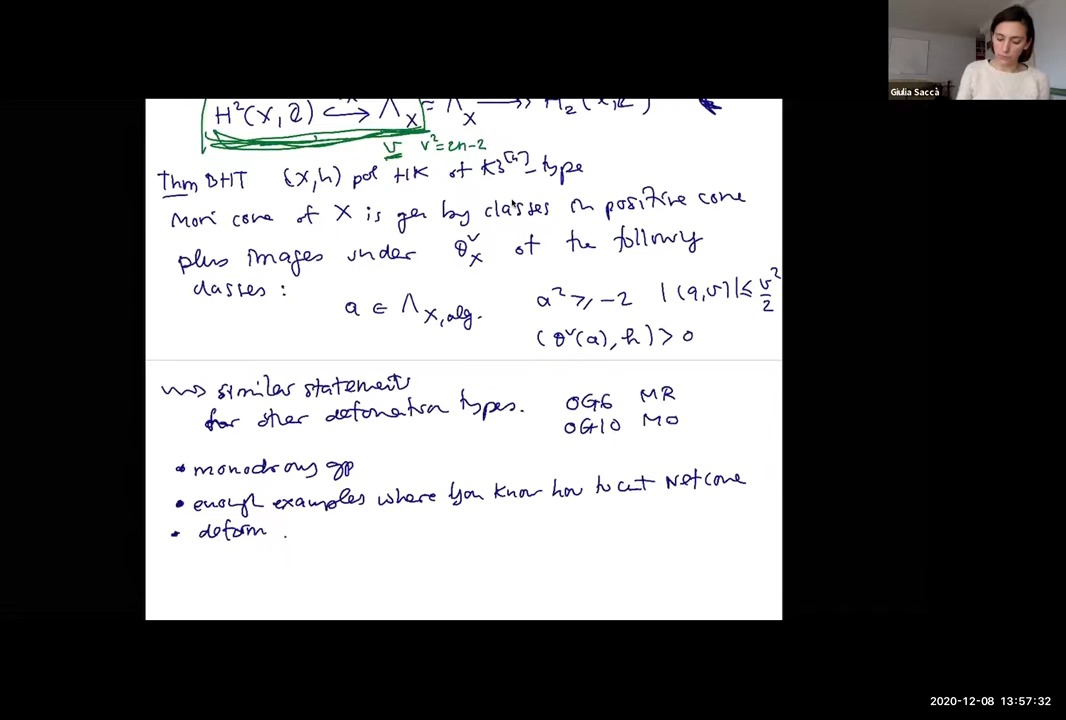 Giulia Saccà
H²(X,Z) ↪ Λ_X = Λ_X^v ↠ H_2(X,Z)
v v²=2n-2
Thm BHT (X,h) pol HK of K3^[n]-type
Mori cone of X is gen by classes in positive cone
plus images under θ_X^∨ of the following
classes:
a ∈ Λ_X,alg. a² ≥ -2 |(a,v)| ≤ v²/2
(θ^∨(a), h) > 0
⇝ similar statements
for other deformation types. OG6 MR
OG10 MO
• monodromy gp
• enough examples where you know how to cut Nef cone
• deform .
2020-12-08 13:57:32